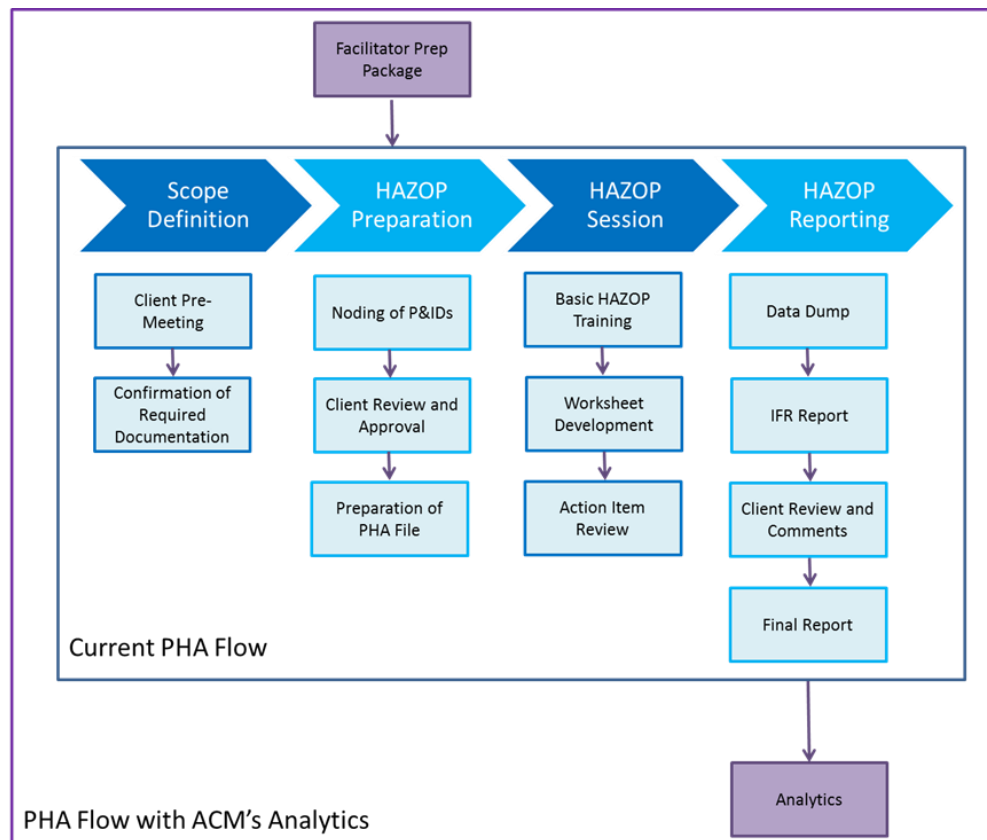 Facilitator Prep
Package
Scope
Definition
HAZOP
Preparation
HAZOP
Session
HAZOP
Reporting
Client Pre-
Meeting
Confirmation of
Required
Documentation
Noding of P&IDs
Client Review and
Approval
Preparation of
PHA File
Basic HAZOP
Training
Worksheet
Development
Action Item
Review
Data Dump
IFR Report
Client Review and
Comments
Final Report
Current PHA Flow
Analytics
PHA Flow with ACM's Analytics